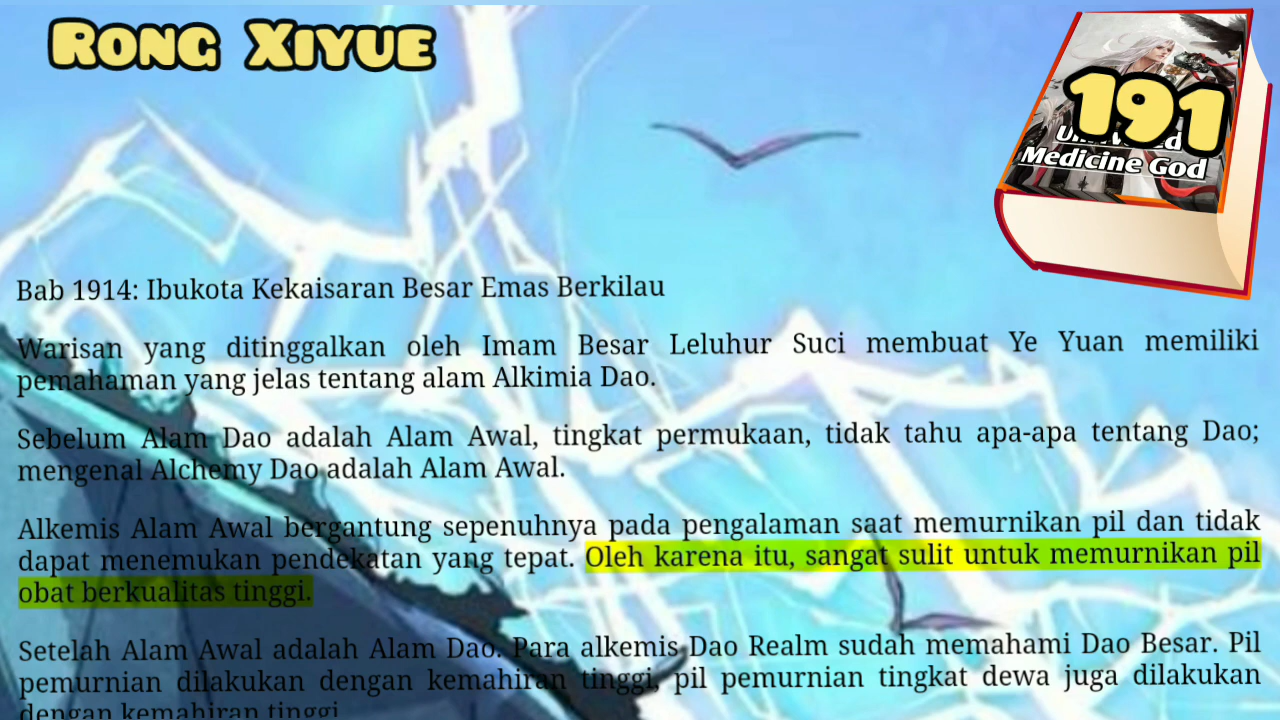 Rong Xiyue
191
Medicine God
Bab 1914: Ibukota Kekaisaran Besar Emas Berkilau
Warisan yang ditinggalkan oleh Imam Besar Leluhur Suci membuat Ye Yuan memiliki
pemahaman yang jelas tentang alam Alkimia Dao.
Sebelum Alam Dao adalah Alam Awal, tingkat permukaan, tidak tahu apa-apa tentang Dao;
mengenal Alchemy Dao adalah Alam Awal.
Alkemis Alam Awal bergantung sepenuhnya pada pengalaman saat memurnikan pil dan tidak
dapat menemukan pendekatan yang tepat. Oleh karena itu, sangat sulit untuk memurnikan pil
obat berkualitas tinggi.
Setelah Alam Awal adalah Alam Dao. Para alkemis Dao Realm sudah memahami Dao Besar. Pil
pemurnian dilakukan dengan kemahiran tinggi, pil pemurnian tingkat dewa juga dilakukan
dengan kemahiran tinggi